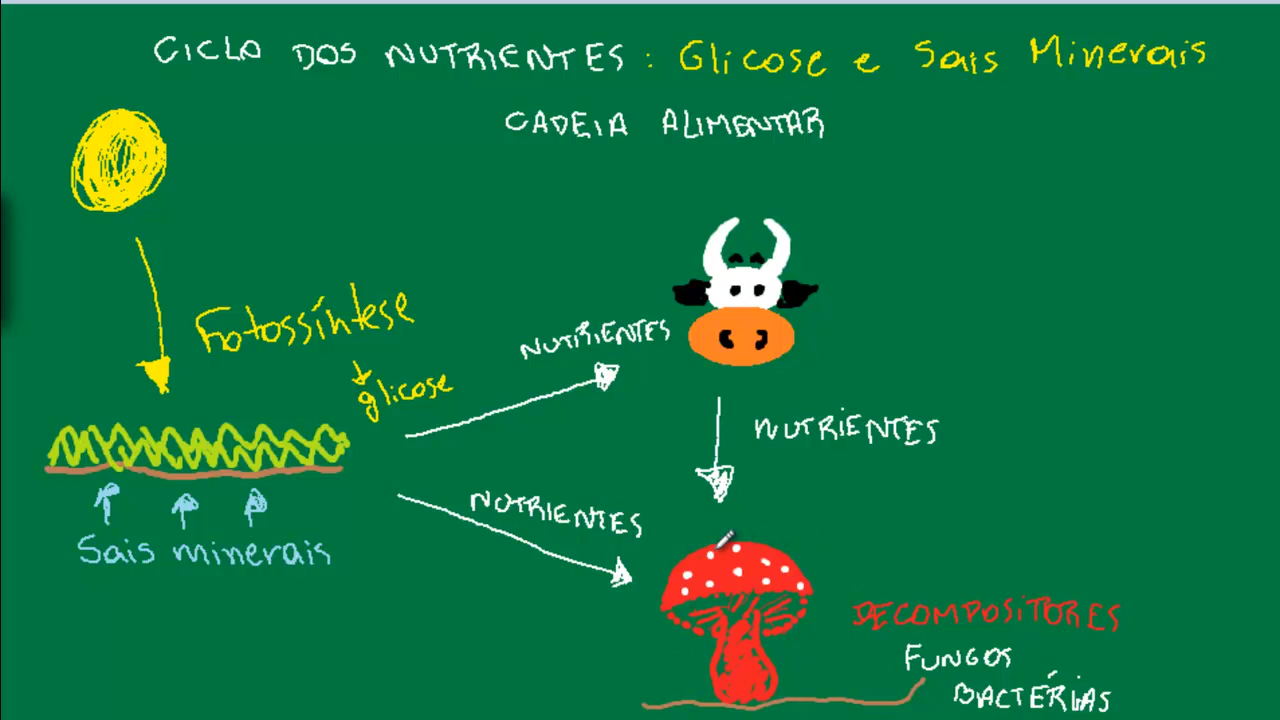 CICLO DOS NUTRIENTES: Glicose e Sais Minerais
CADEIA ALIMENTAR
Fotossíntese
glicose
NUTRIENTES
NUTRIENTES
NUTRIENTES
Sais minerais
DECOMPOSITORES
FUNGOS
BACTÉRIAS